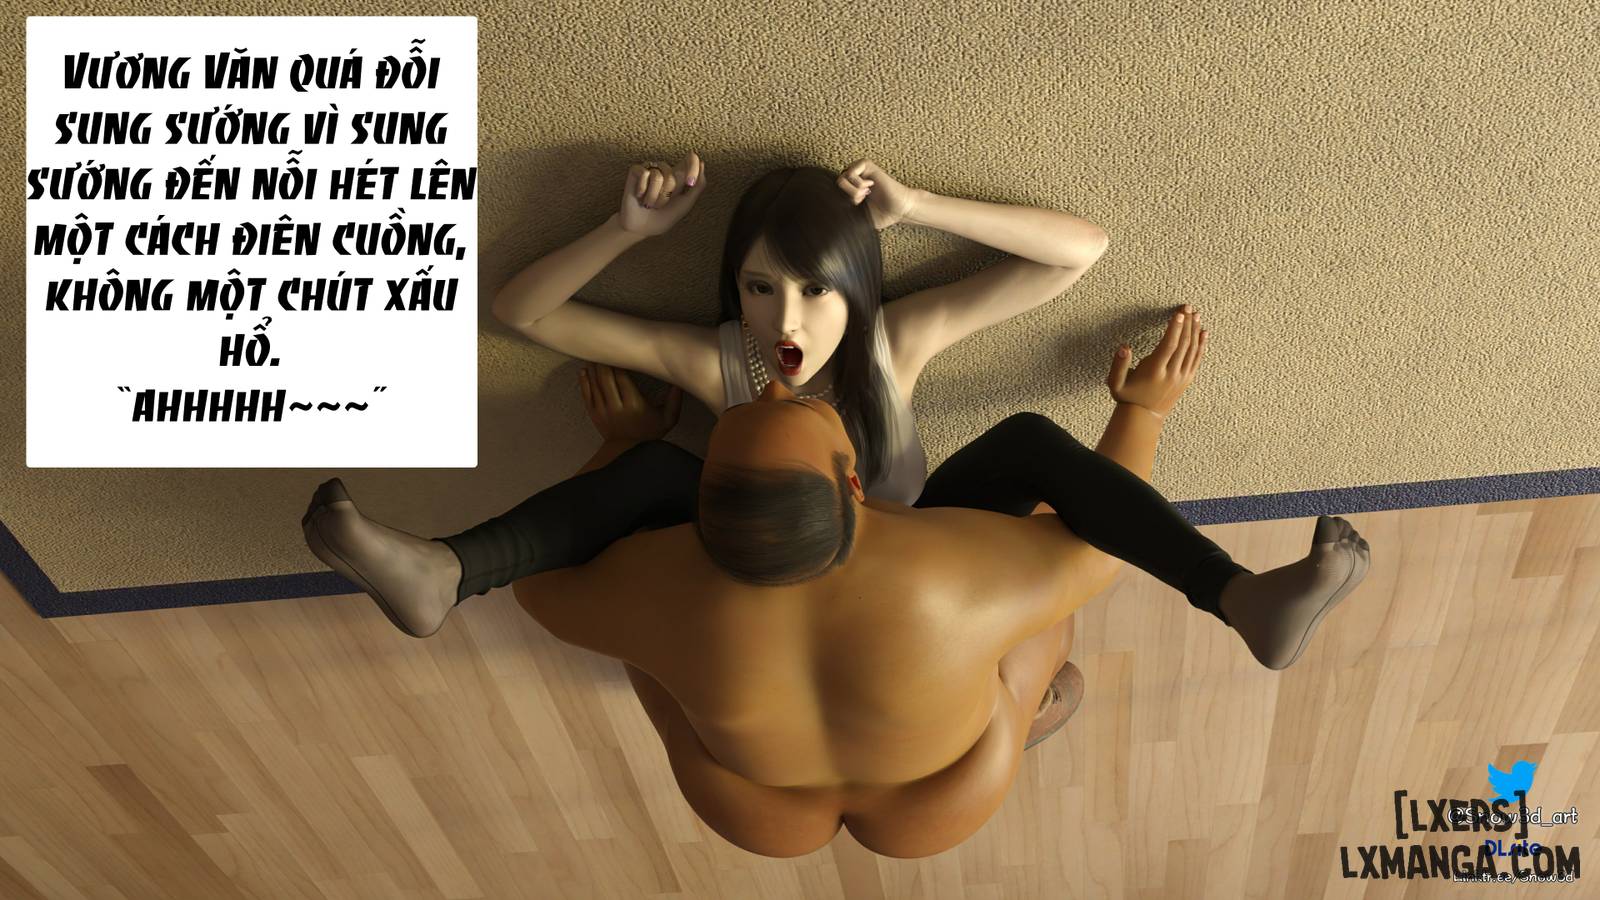 VƯƠNG VĂN QUÁ ĐỖI
SUNG SƯỚNG VÌ SUNG
SƯỚNG ĐẾN NỖI HÉT LÊN
MỘT CÁCH ĐIÊN CUỒNG,
KHÔNG MỘT CHÚT XẤU
HỔ.
“AHHHHH~~~”
@Snow3d_art
[LXERS]
LXMANGA.COM